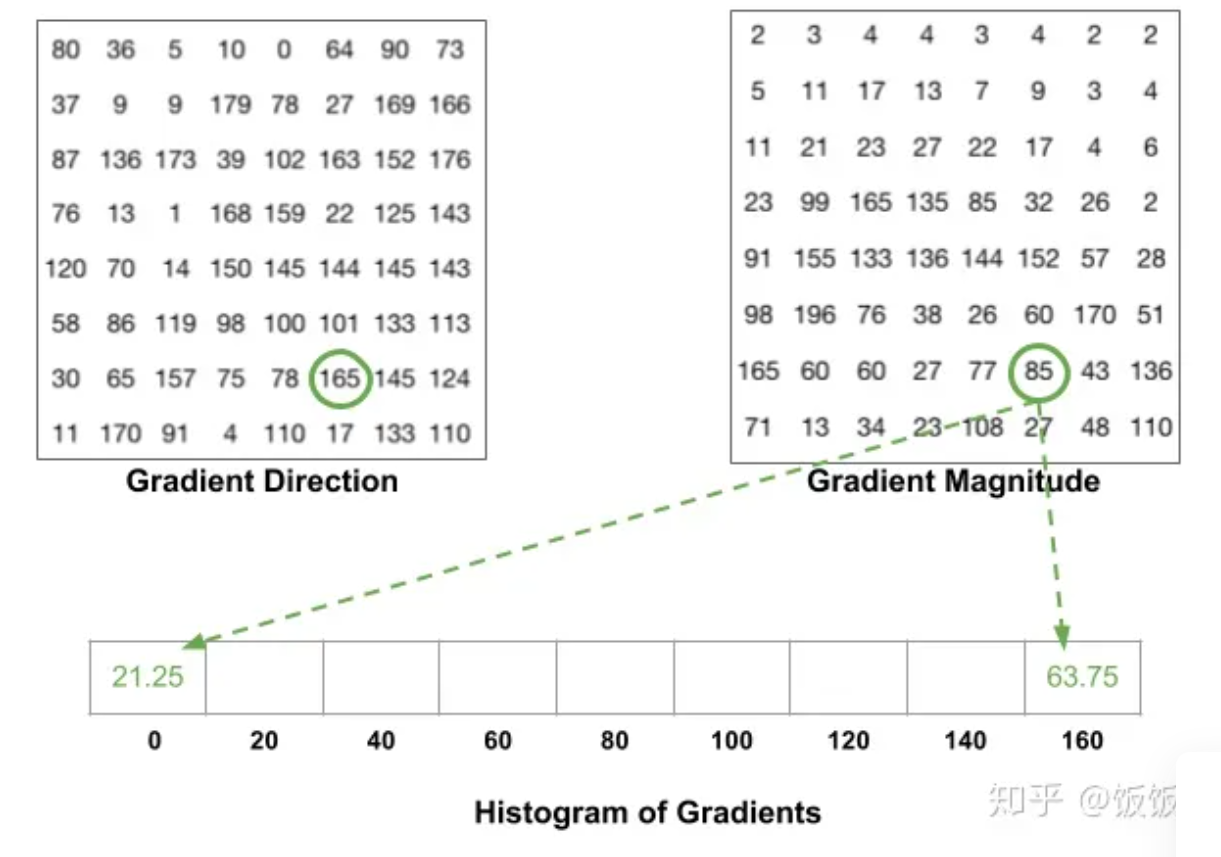 80 36 5 10 0 64 90 73
37 9 9 179 78 27 169 166
87 136 173 39 102 163 152 176
76 13 1 168 159 22 125 143
120 70 14 150 145 144 145 143
58 86 119 98 100 101 133 113
30 65 157 75 78 165 145 124
11 170 91 4 110 17 133 110
Gradient Direction
2 3 4 4 3 4 2 2
5 11 17 13 7 9 3 4
11 21 23 27 22 17 4 6
23 99 165 135 85 32 26 2
91 155 133 136 144 152 57 28
98 196 76 38 26 60 170 51
165 60 60 27 77 85 43 136
71 13 34 23 108 27 48 110
Gradient Magnitude
21.25 63.75
0 20 40 60 80 100 120 140 160
Histogram of Gradients
知乎 @饭饭